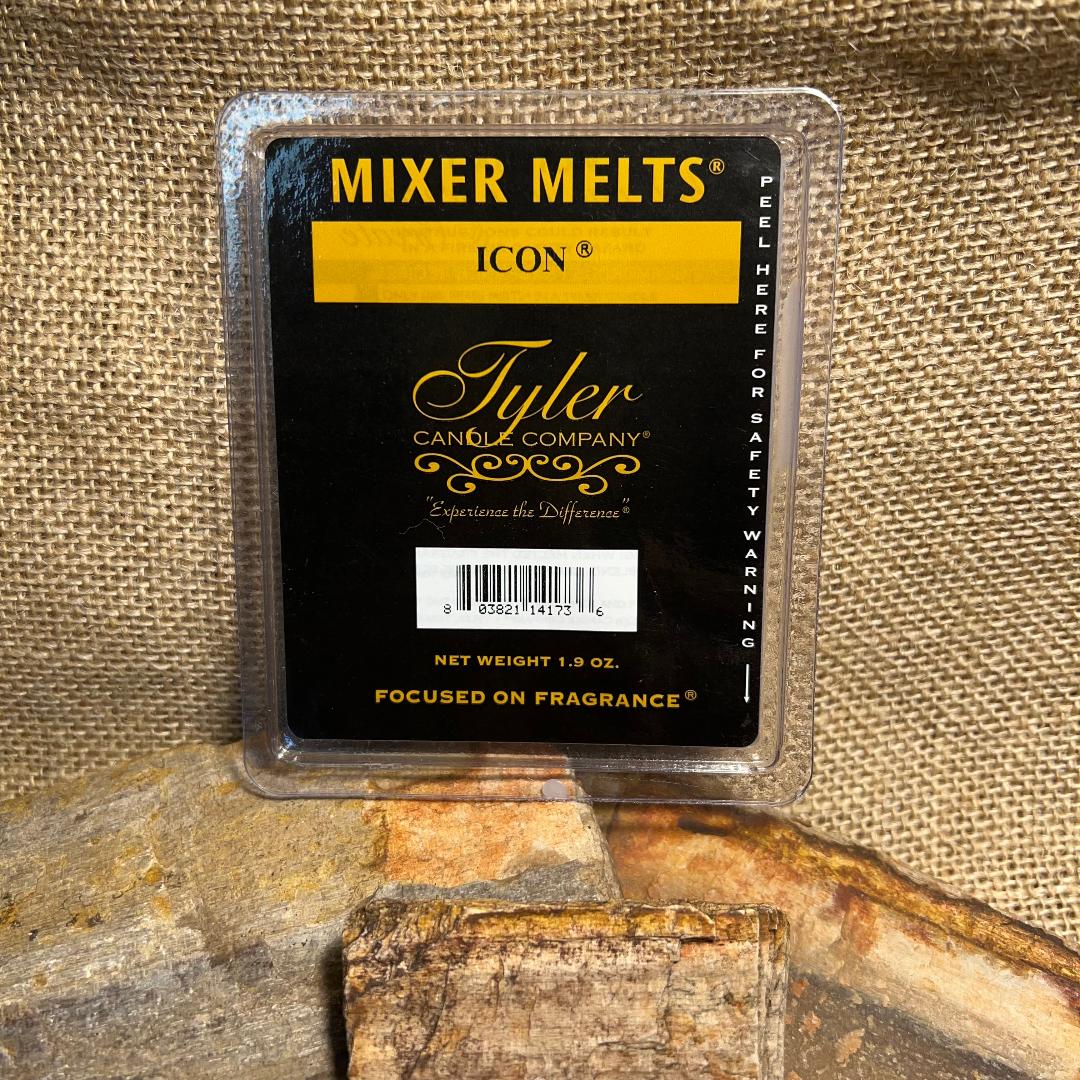 MIXER MELTS®
ICON ®
Tyler
CANDLE COMPANY®
"Experience the Difference"®
8 03821 14173 6
NET WEIGHT 1.9 OZ.
FOCUSED ON FRAGRANCE®
PEEL HERE FOR SAFETY WARNING